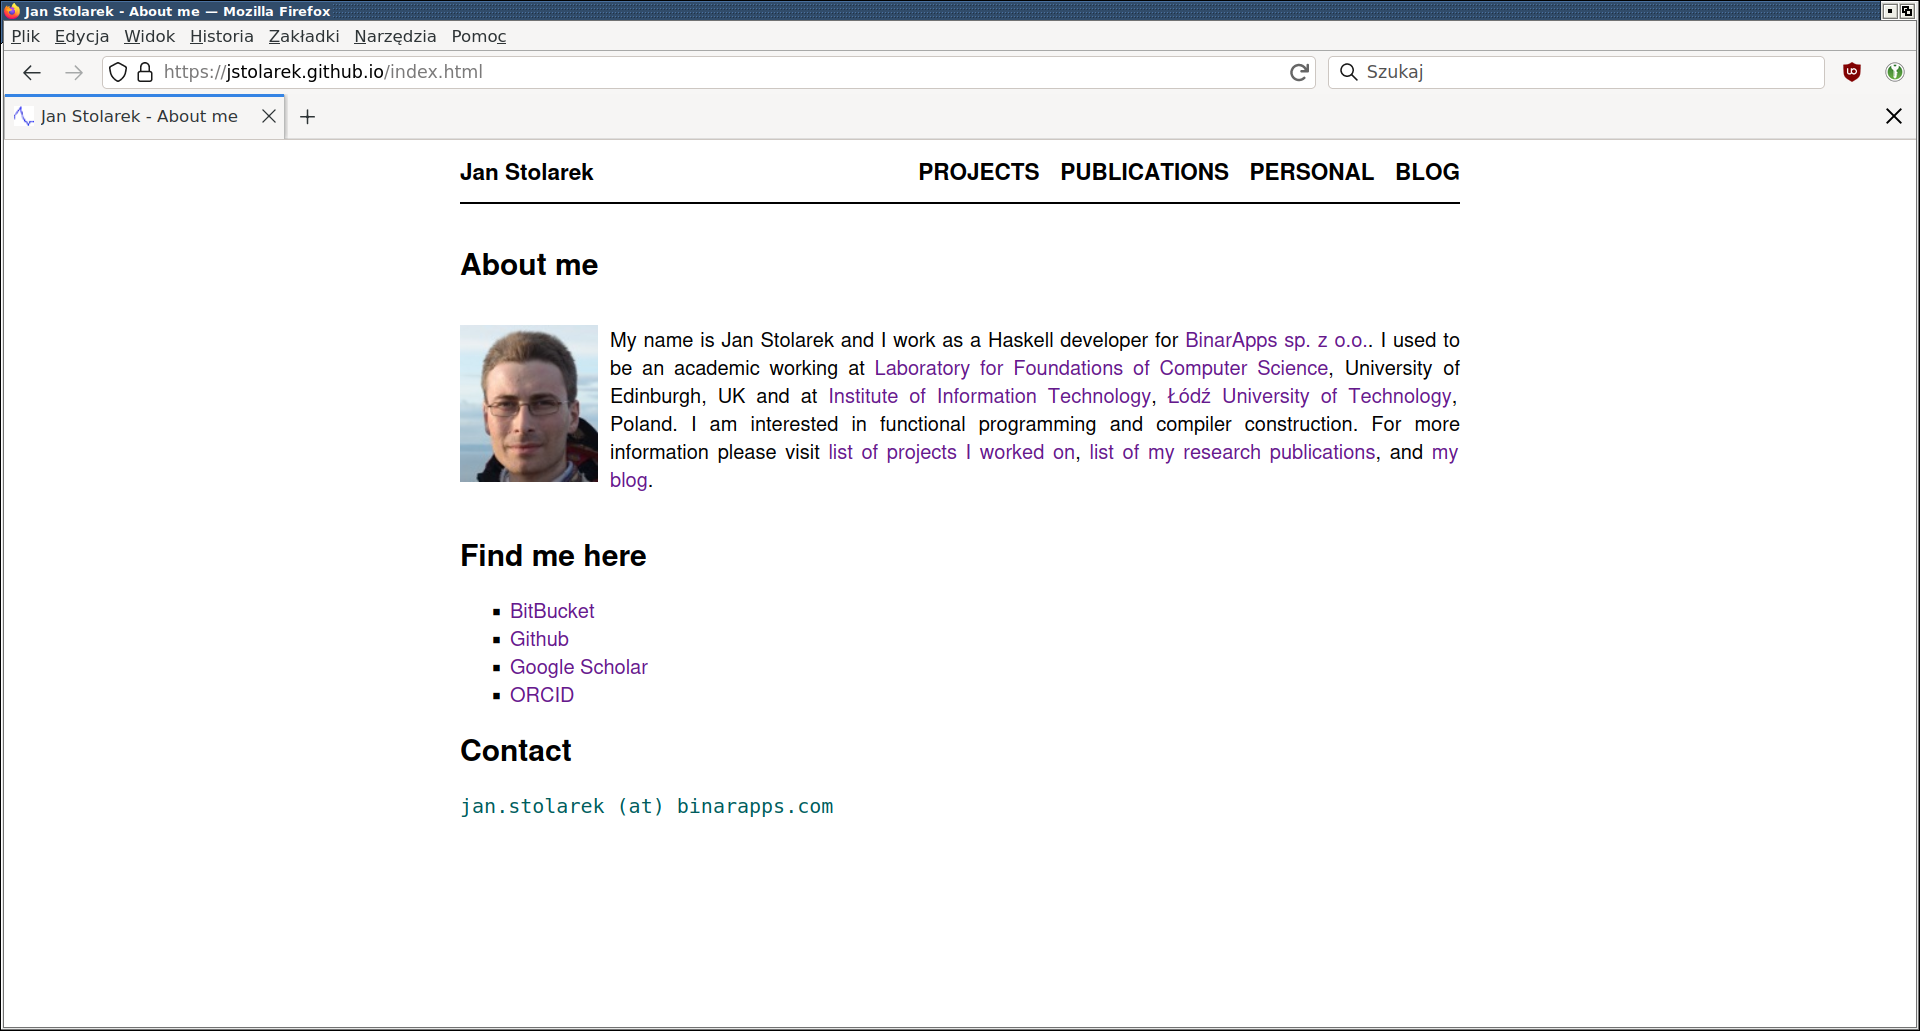 Jan Stolarek - About me — Mozilla Firefox
Plik Edycja Widok Historia Zakładki Narzędzia Pomoc
https://jstolarek.github.io/index.html Szukaj
Jan Stolarek - About me
Jan Stolarek PROJECTS PUBLICATIONS PERSONAL BLOG
About me
My name is Jan Stolarek and I work as a Haskell developer for BinarApps sp. z o.o.. I used to
be an academic working at Laboratory for Foundations of Computer Science, University of
Edinburgh, UK and at Institute of Information Technology, Łódź University of Technology,
Poland. I am interested in functional programming and compiler construction. For more
information please visit list of projects I worked on, list of my research publications, and my
blog.
Find me here
BitBucket
Github
Google Scholar
ORCID
Contact
jan.stolarek (at) binarapps.com